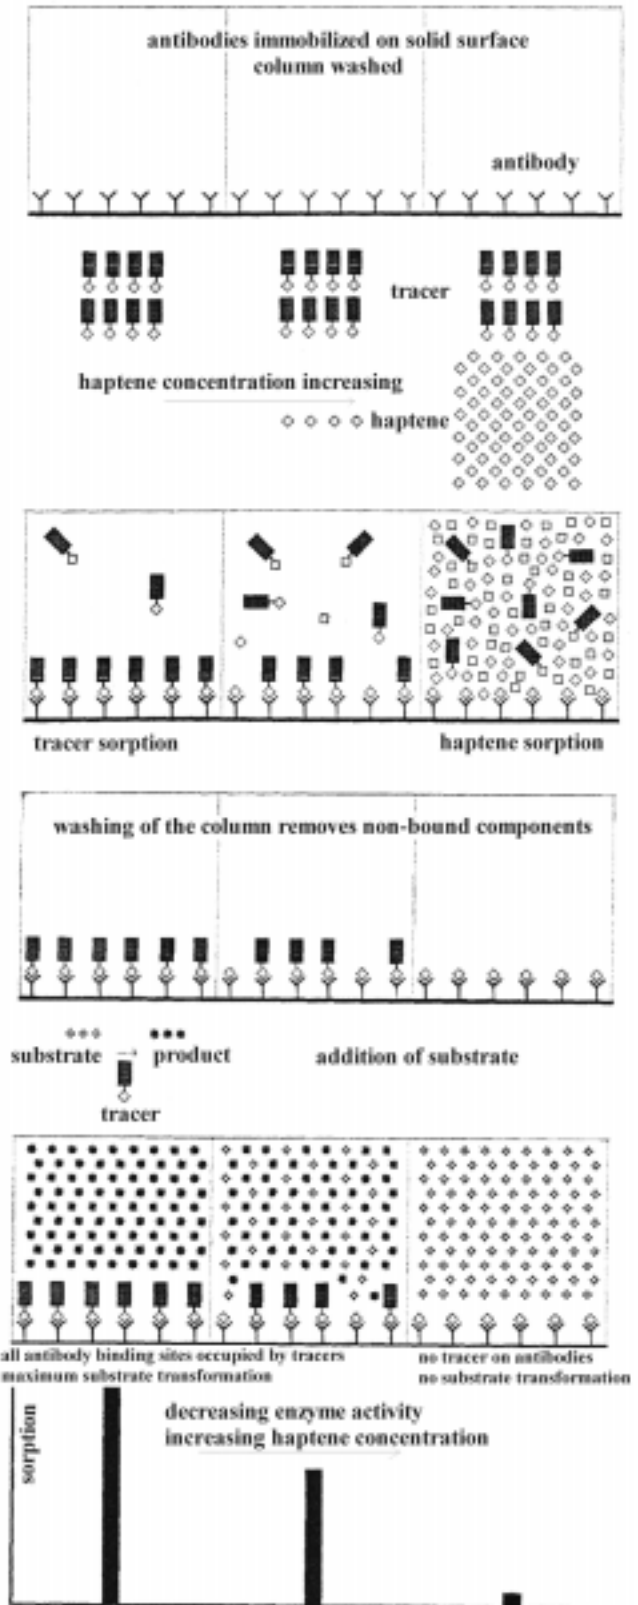 antibodies immobilized on solid surface
column washed
antibody
tracer
haptene concentration increasing
haptene
tracer sorption
haptene sorption
washing of the column removes non-bound components
substrate → product
addition of substrate
tracer
all antibody binding sites occupied by tracers
maximum substrate transformation
no tracer on antibodies
no substrate transformation
sorption
decreasing enzyme activity
increasing haptene concentration